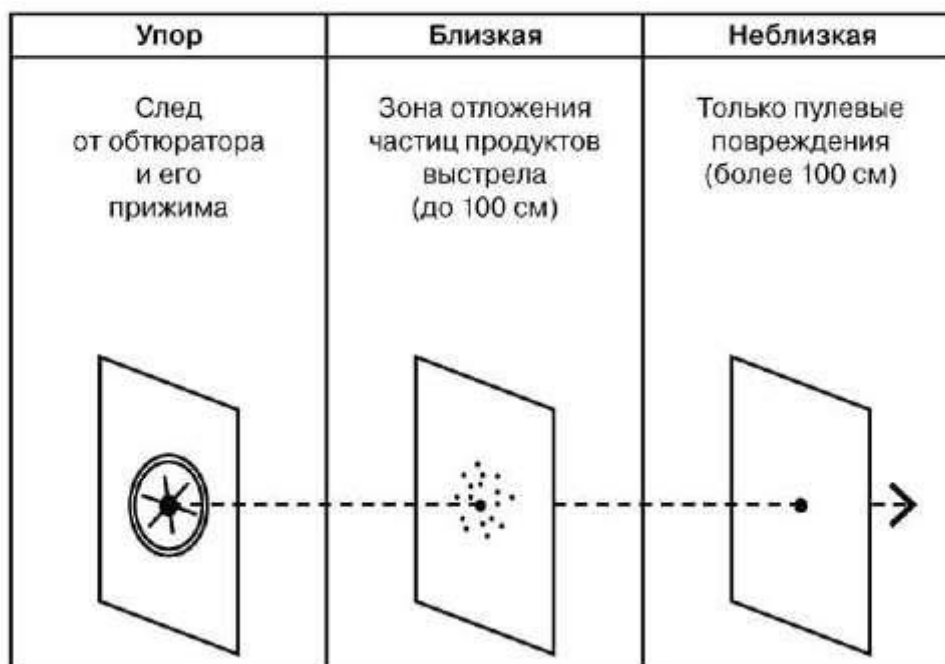 Упор
Близкая
Неблизкая
След
от обтюратора
и его
прижима
Зона отложения
частиц продуктов
выстрела
(до 100 см)
Только пулевые
повреждения
(более 100 см)